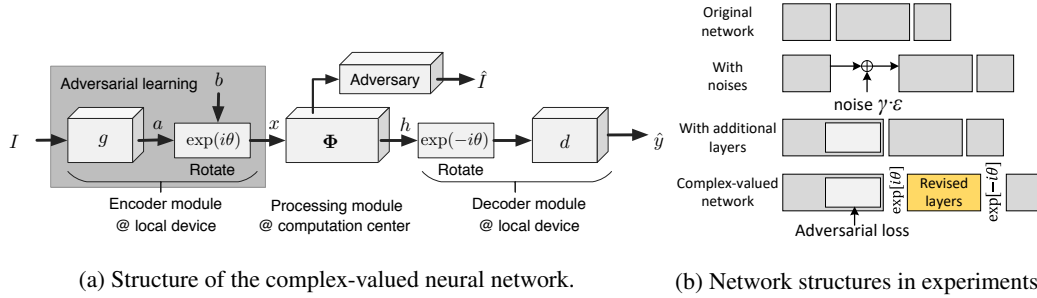 Adversarial learning
b
Adversary
Î
I
g
a
exp(iθ)
x
Φ
h
exp(−iθ)
d
ŷ
Rotate
Rotate
Encoder module
@ local device
Processing module
@ computation center
Decoder module
@ local device
(a) Structure of the complex-valued neural network.
Original
network
With
noises
noise γ·ε
With additional
layers
Complex-valued
network
exp[iθ]
Revised
layers
exp[−iθ]
Adversarial loss
(b) Network structures in experiments